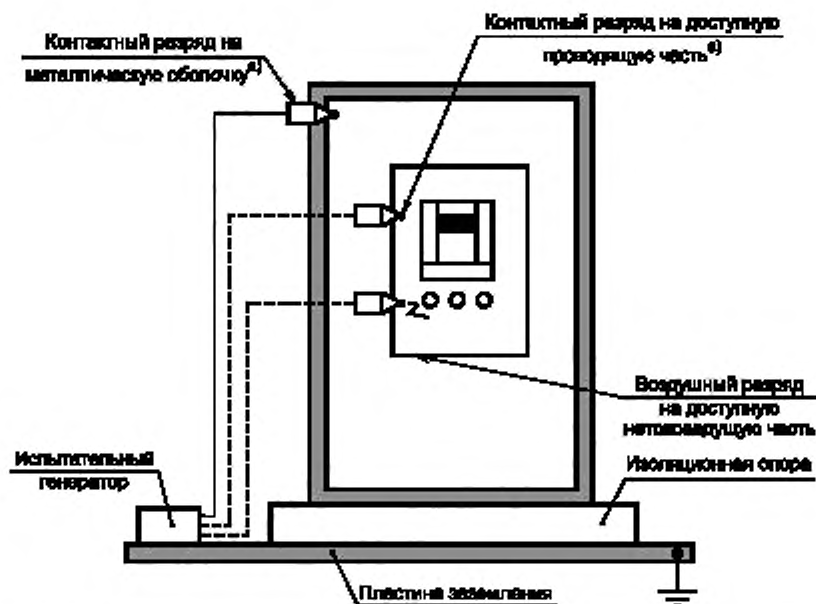 Контактный разряд на
металлическую оболочку а)
Контактный разряд на доступную
проводящую часть а)
Воздушный разряд
на доступную
нетоковедущую часть
Изоляционная опора
Испытательный
генератор
Пластина заземления